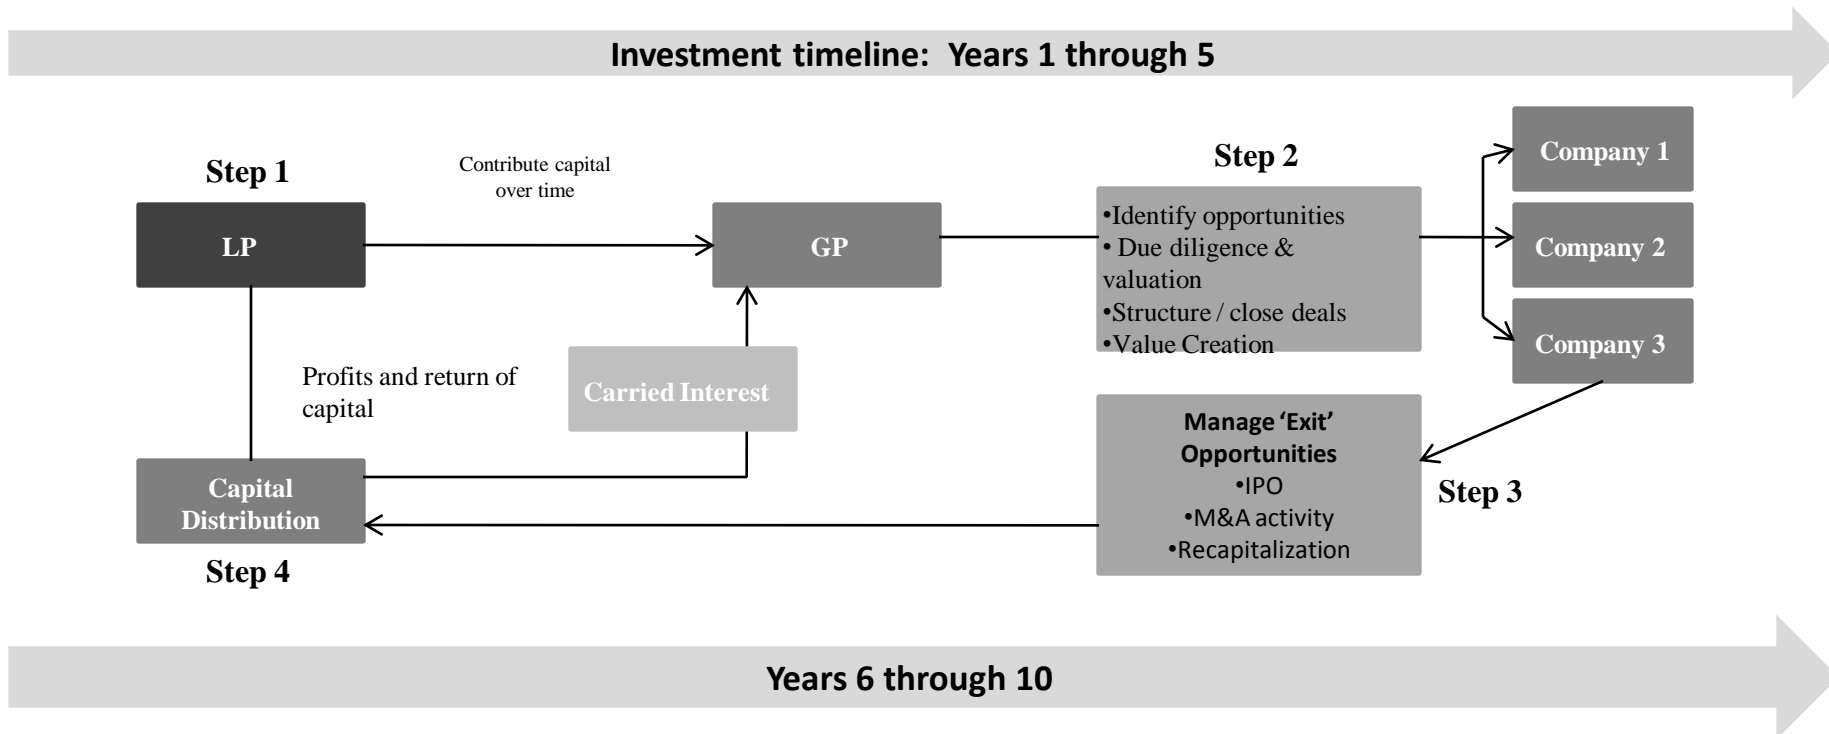 Investment timeline:  Years 1 through 5
Step 1
Contribute capital
over time
Step 2
Company 1
LP
GP
•Identify opportunities
• Due diligence &
valuation
•Structure / close deals
•Value Creation
Company 2
Company 3
Profits and return of
capital
Carried Interest
Manage ‘Exit’
Opportunities
•IPO
•M&A activity
•Recapitalization
Step 3
Capital
Distribution
Step 4
Years 6 through 10